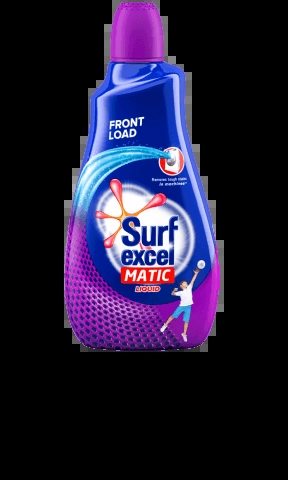 FRONT
LOAD
Removes tough stains
in machines*
Surf
excel
MATIC
LIQUID